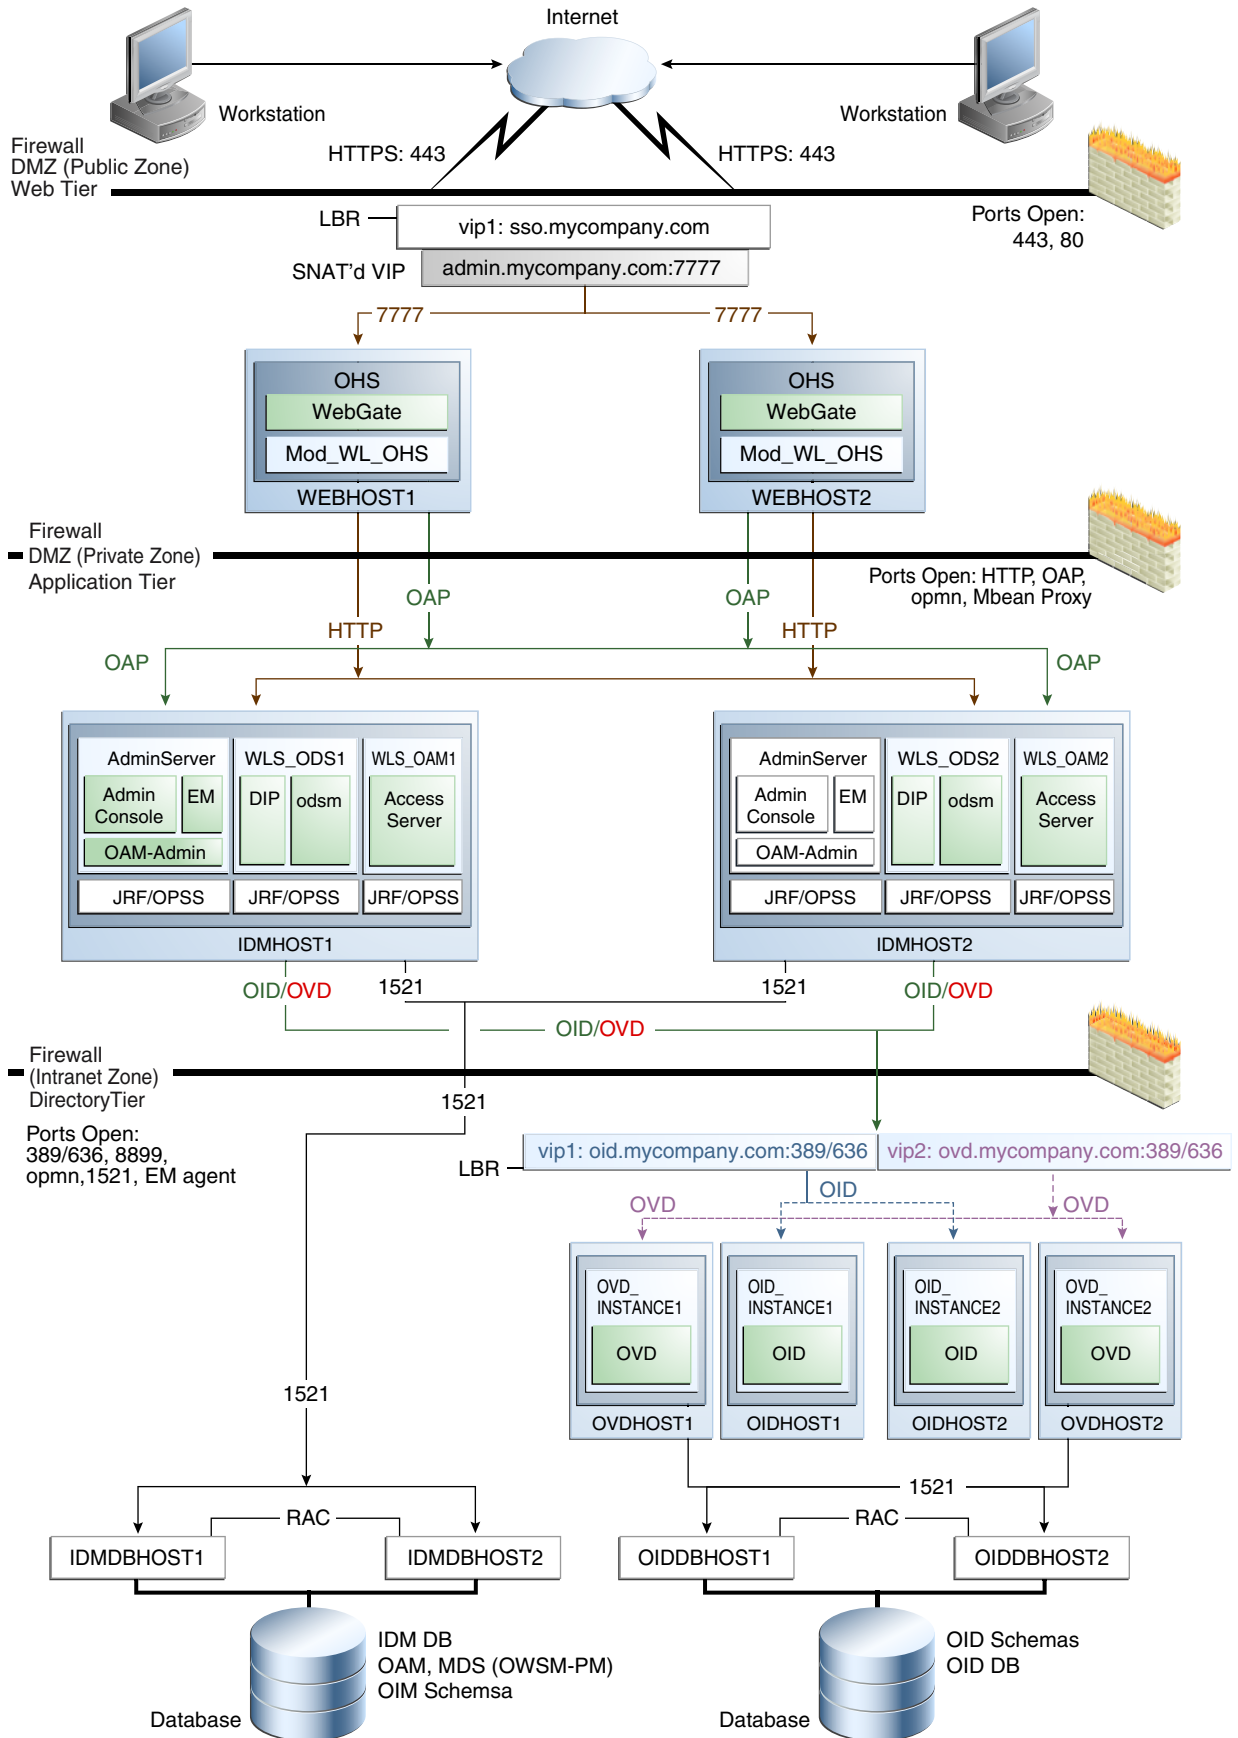 Internet
Workstation
Workstation
Firewall
DMZ (Public Zone)
Web Tier
HTTPS: 443
HTTPS: 443
Ports Open:
443, 80
LBR
vip1: sso.mycompany.com
SNAT'd VIP
admin.mycompany.com:7777
7777
7777
OHS
WebGate
Mod_WL_OHS
WEBHOST1
OHS
WebGate
Mod_WL_OHS
WEBHOST2
Firewall
DMZ (Private Zone)
Application Tier
Ports Open: HTTP, OAP,
opmn, Mbean Proxy
OAP
OAP
HTTP
HTTP
OAP
OAP
AdminServer
Admin
Console
EM
OAM-Admin
WLS_ODS1
DIP
odsm
WLS_OAM1
Access
Server
JRF/OPSS
JRF/OPSS
JRF/OPSS
IDMHOST1
AdminServer
Admin
Console
EM
OAM-Admin
WLS_ODS2
DIP
odsm
WLS_OAM2
Access
Server
JRF/OPSS
JRF/OPSS
JRF/OPSS
IDMHOST2
OID/OVD
1521
1521
OID/OVD
OID/OVD
Firewall
(Intranet Zone)
DirectoryTier
Ports Open:
389/636, 8899,
opmn,1521, EM agent
1521
LBR
vip1: oid.mycompany.com:389/636
vip2: ovd.mycompany.com:389/636
OID
OVD
OVD
OVD_
INSTANCE1
OVD
OVDHOST1
OID_
INSTANCE1
OID
OIDHOST1
OID_
INSTANCE2
OID
OIDHOST2
OVD_
INSTANCE2
OVD
OVDHOST2
1521
1521
RAC
IDMDBHOST1
IDMDBHOST2
RAC
OIDDBHOST1
OIDDBHOST2
IDM DB
OAM, MDS (OWSM-PM)
OIM Schemsa
Database
OID Schemas
OID DB
Database